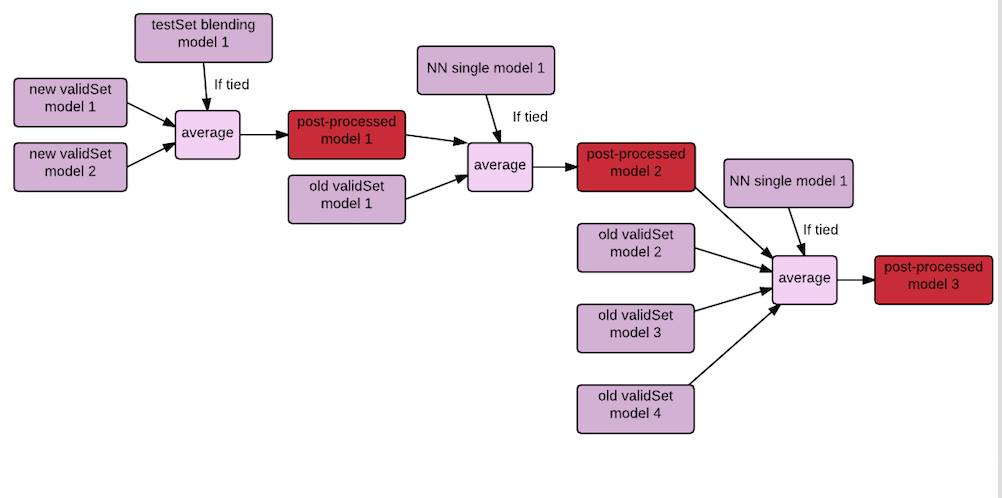 testSet blending
model 1
If tied
new validSet
model 1
average
new validSet
model 2
post-processed
model 1
old validSet
model 1
NN single model 1
If tied
average
post-processed
model 2
old validSet
model 2
old validSet
model 3
old validSet
model 4
NN single model 1
If tied
average
post-processed
model 3